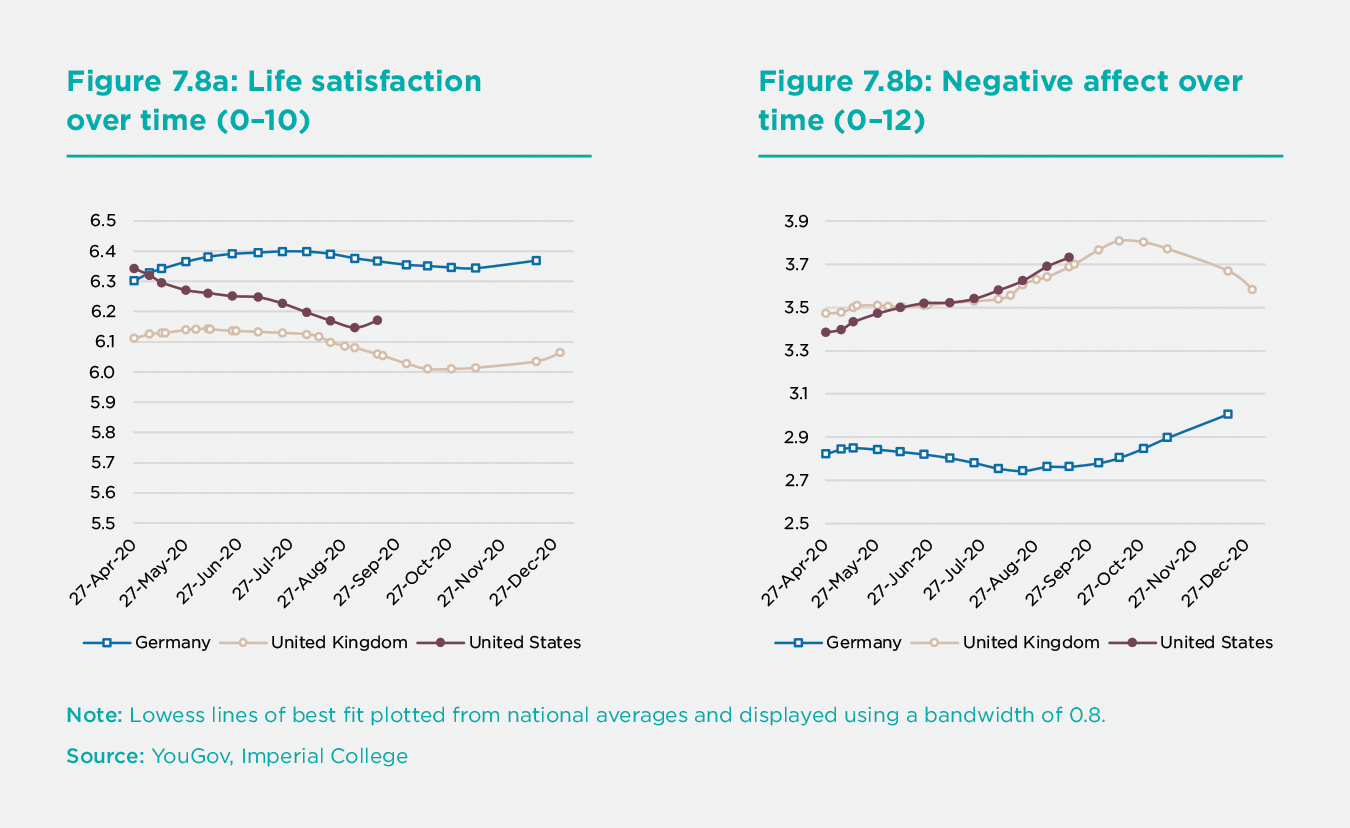 Figure 7.8a: Life satisfaction
over time (0–10)
6.5
6.4
6.3
6.2
6.1
6.0
5.9
5.8
5.7
5.6
5.5
27-Apr-20
27-May-20
27-Jun-20
27-Jul-20
27-Aug-20
27-Sep-20
27-Oct-20
27-Nov-20
27-Dec-20
Germany United Kingdom United States
Figure 7.8b: Negative affect over
time (0–12)
3.9
3.7
3.5
3.3
3.1
2.9
2.7
2.5
27-Apr-20
27-May-20
27-Jun-20
27-Jul-20
27-Aug-20
27-Sep-20
27-Oct-20
27-Nov-20
27-Dec-20
Germany United Kingdom United States
Note: Lowess lines of best fit plotted from national averages and displayed using a bandwidth of 0.8.
Source: YouGov, Imperial College